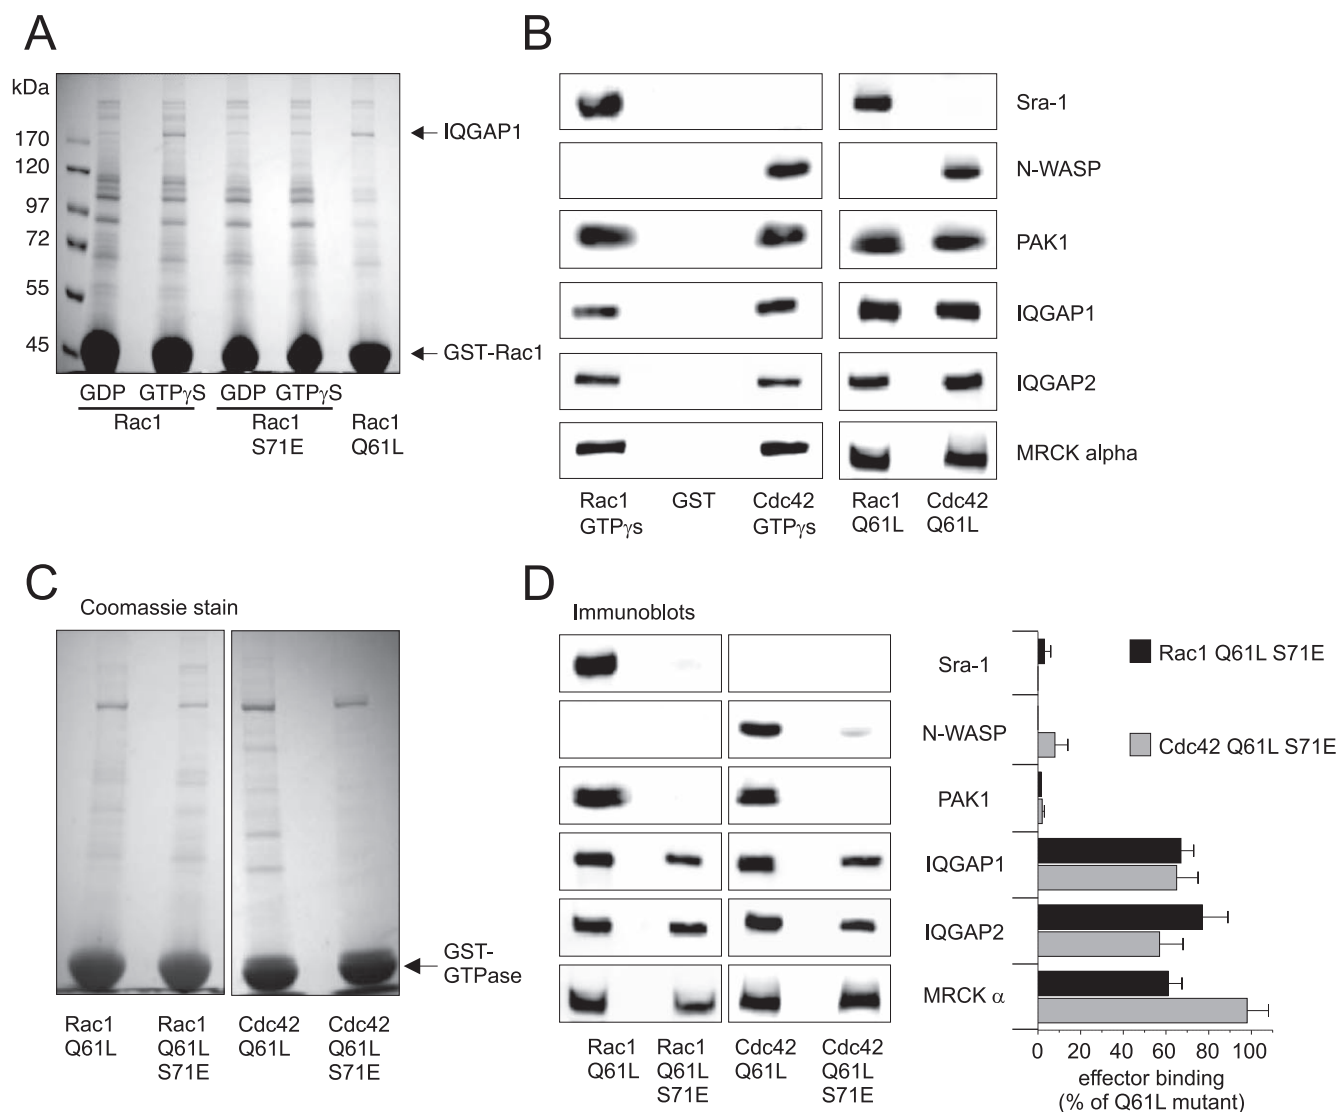 A
kDa
170
120
97
72
55
45
IQGAP1
GST-Rac1
GDP GTPγS GDP GTPγS
Rac1 Rac1 Rac1
S71E Q61L
B
Sra-1
N-WASP
PAK1
IQGAP1
IQGAP2
MRCK alpha
Rac1 GST Cdc42 Rac1 Cdc42
GTPγs GTPγs Q61L Q61L
C
Coomassie stain
GST-
GTPase
Rac1 Rac1 Cdc42 Cdc42
Q61L Q61L Q61L Q61L
S71E S71E
D
Immunoblots
Sra-1
N-WASP
PAK1
IQGAP1
IQGAP2
MRCK α
Rac1 Rac1 Cdc42 Cdc42
Q61L Q61L Q61L Q61L
S71E S71E
Rac1 Q61L S71E
Cdc42 Q61L S71E
0 20 40 60 80 100
effector binding
(% of Q61L mutant)